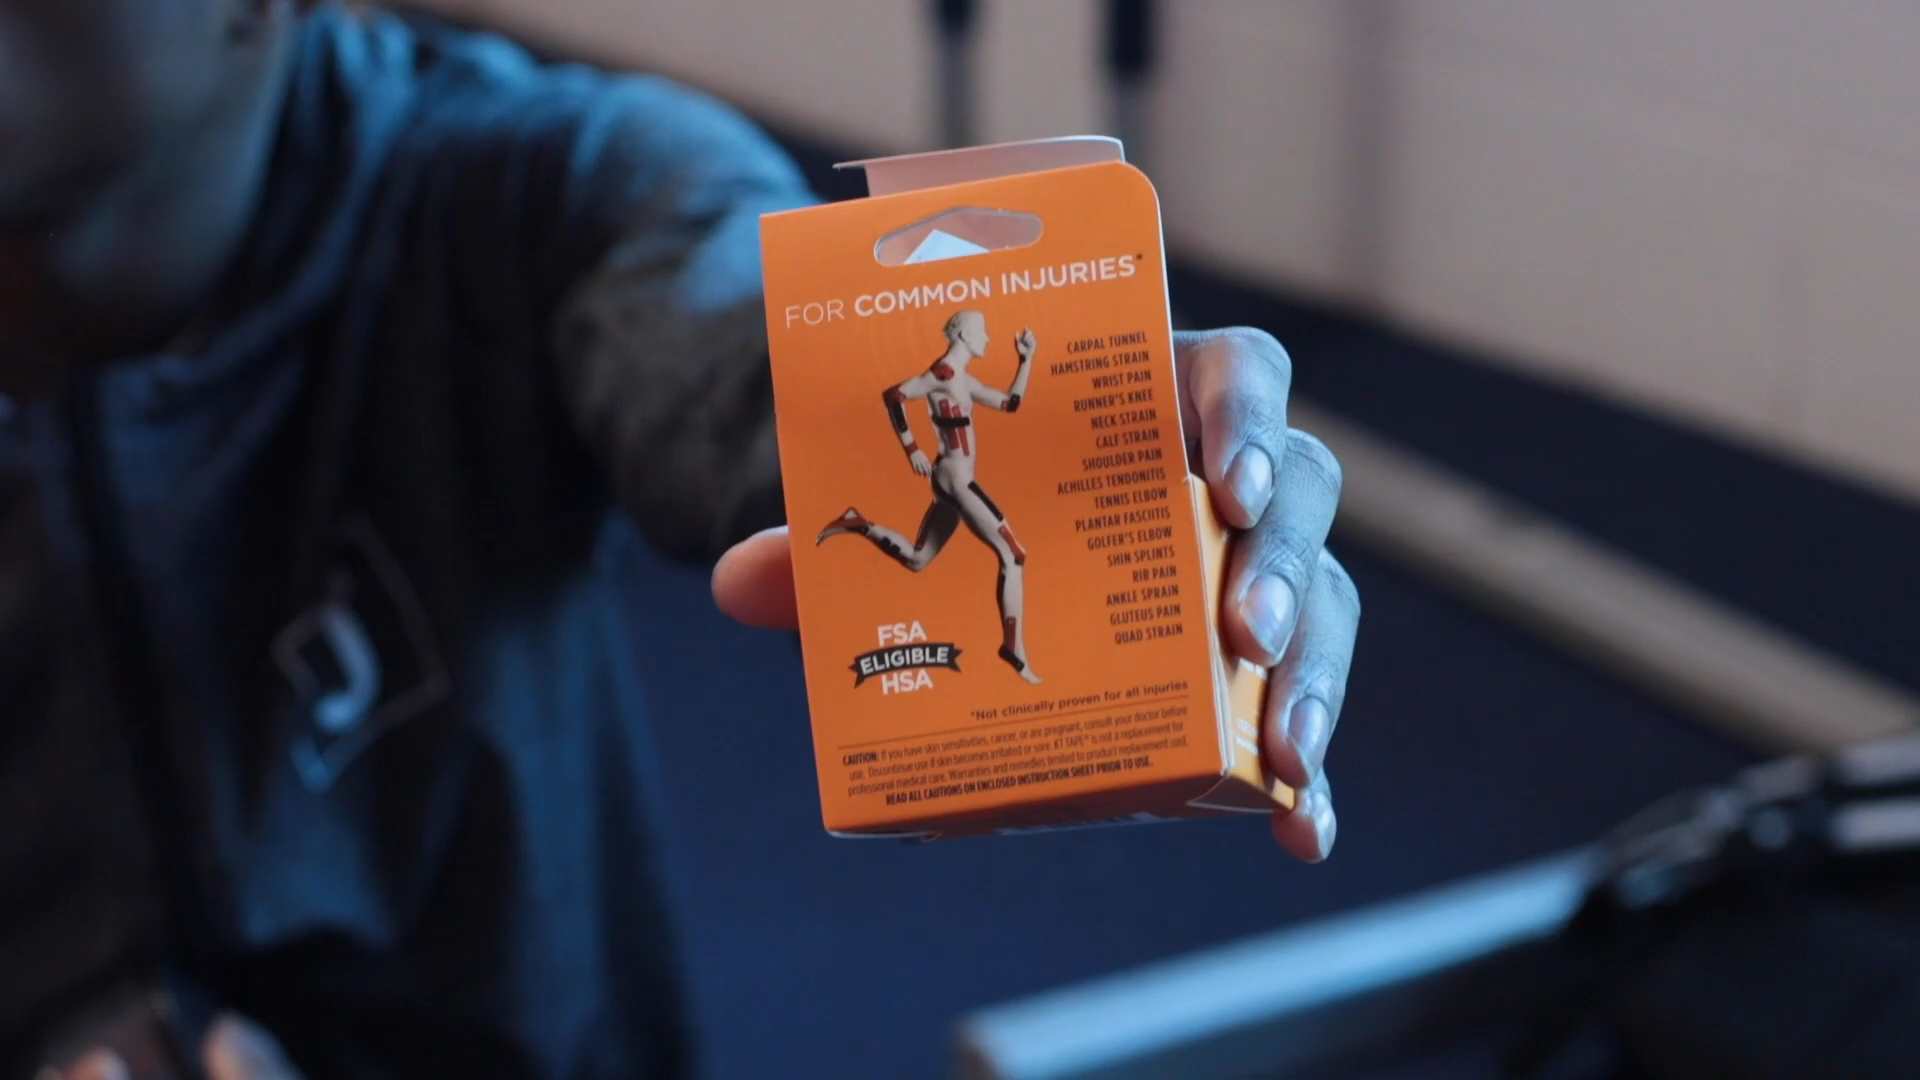 FOR COMMON INJURIES*
CARPAL TUNNEL
HAMSTRING STRAIN
WRIST PAIN
RUNNER'S KNEE
NECK STRAIN
CALF STRAIN
SHOULDER PAIN
ACHILLES TENDONITIS
TENNIS ELBOW
PLANTAR FASCIITIS
GOLFER'S ELBOW
SHIN SPLINTS
RIB PAIN
ANKLE SPRAIN
GLUTEUS PAIN
QUAD STRAIN
FSA
ELIGIBLE
HSA
*Not clinically proven for all injuries
CAUTION: If you have skin sensitivities, cancer, or are pregnant, consult your doctor before
use. Discontinue use if skin becomes irritated or sore. KT TAPE® is not a replacement for
professional medical care. Warranties and remedies limited to product replacement cost.
READ ALL CAUTIONS ON ENCLOSED INSTRUCTION SHEET PRIOR TO USE.